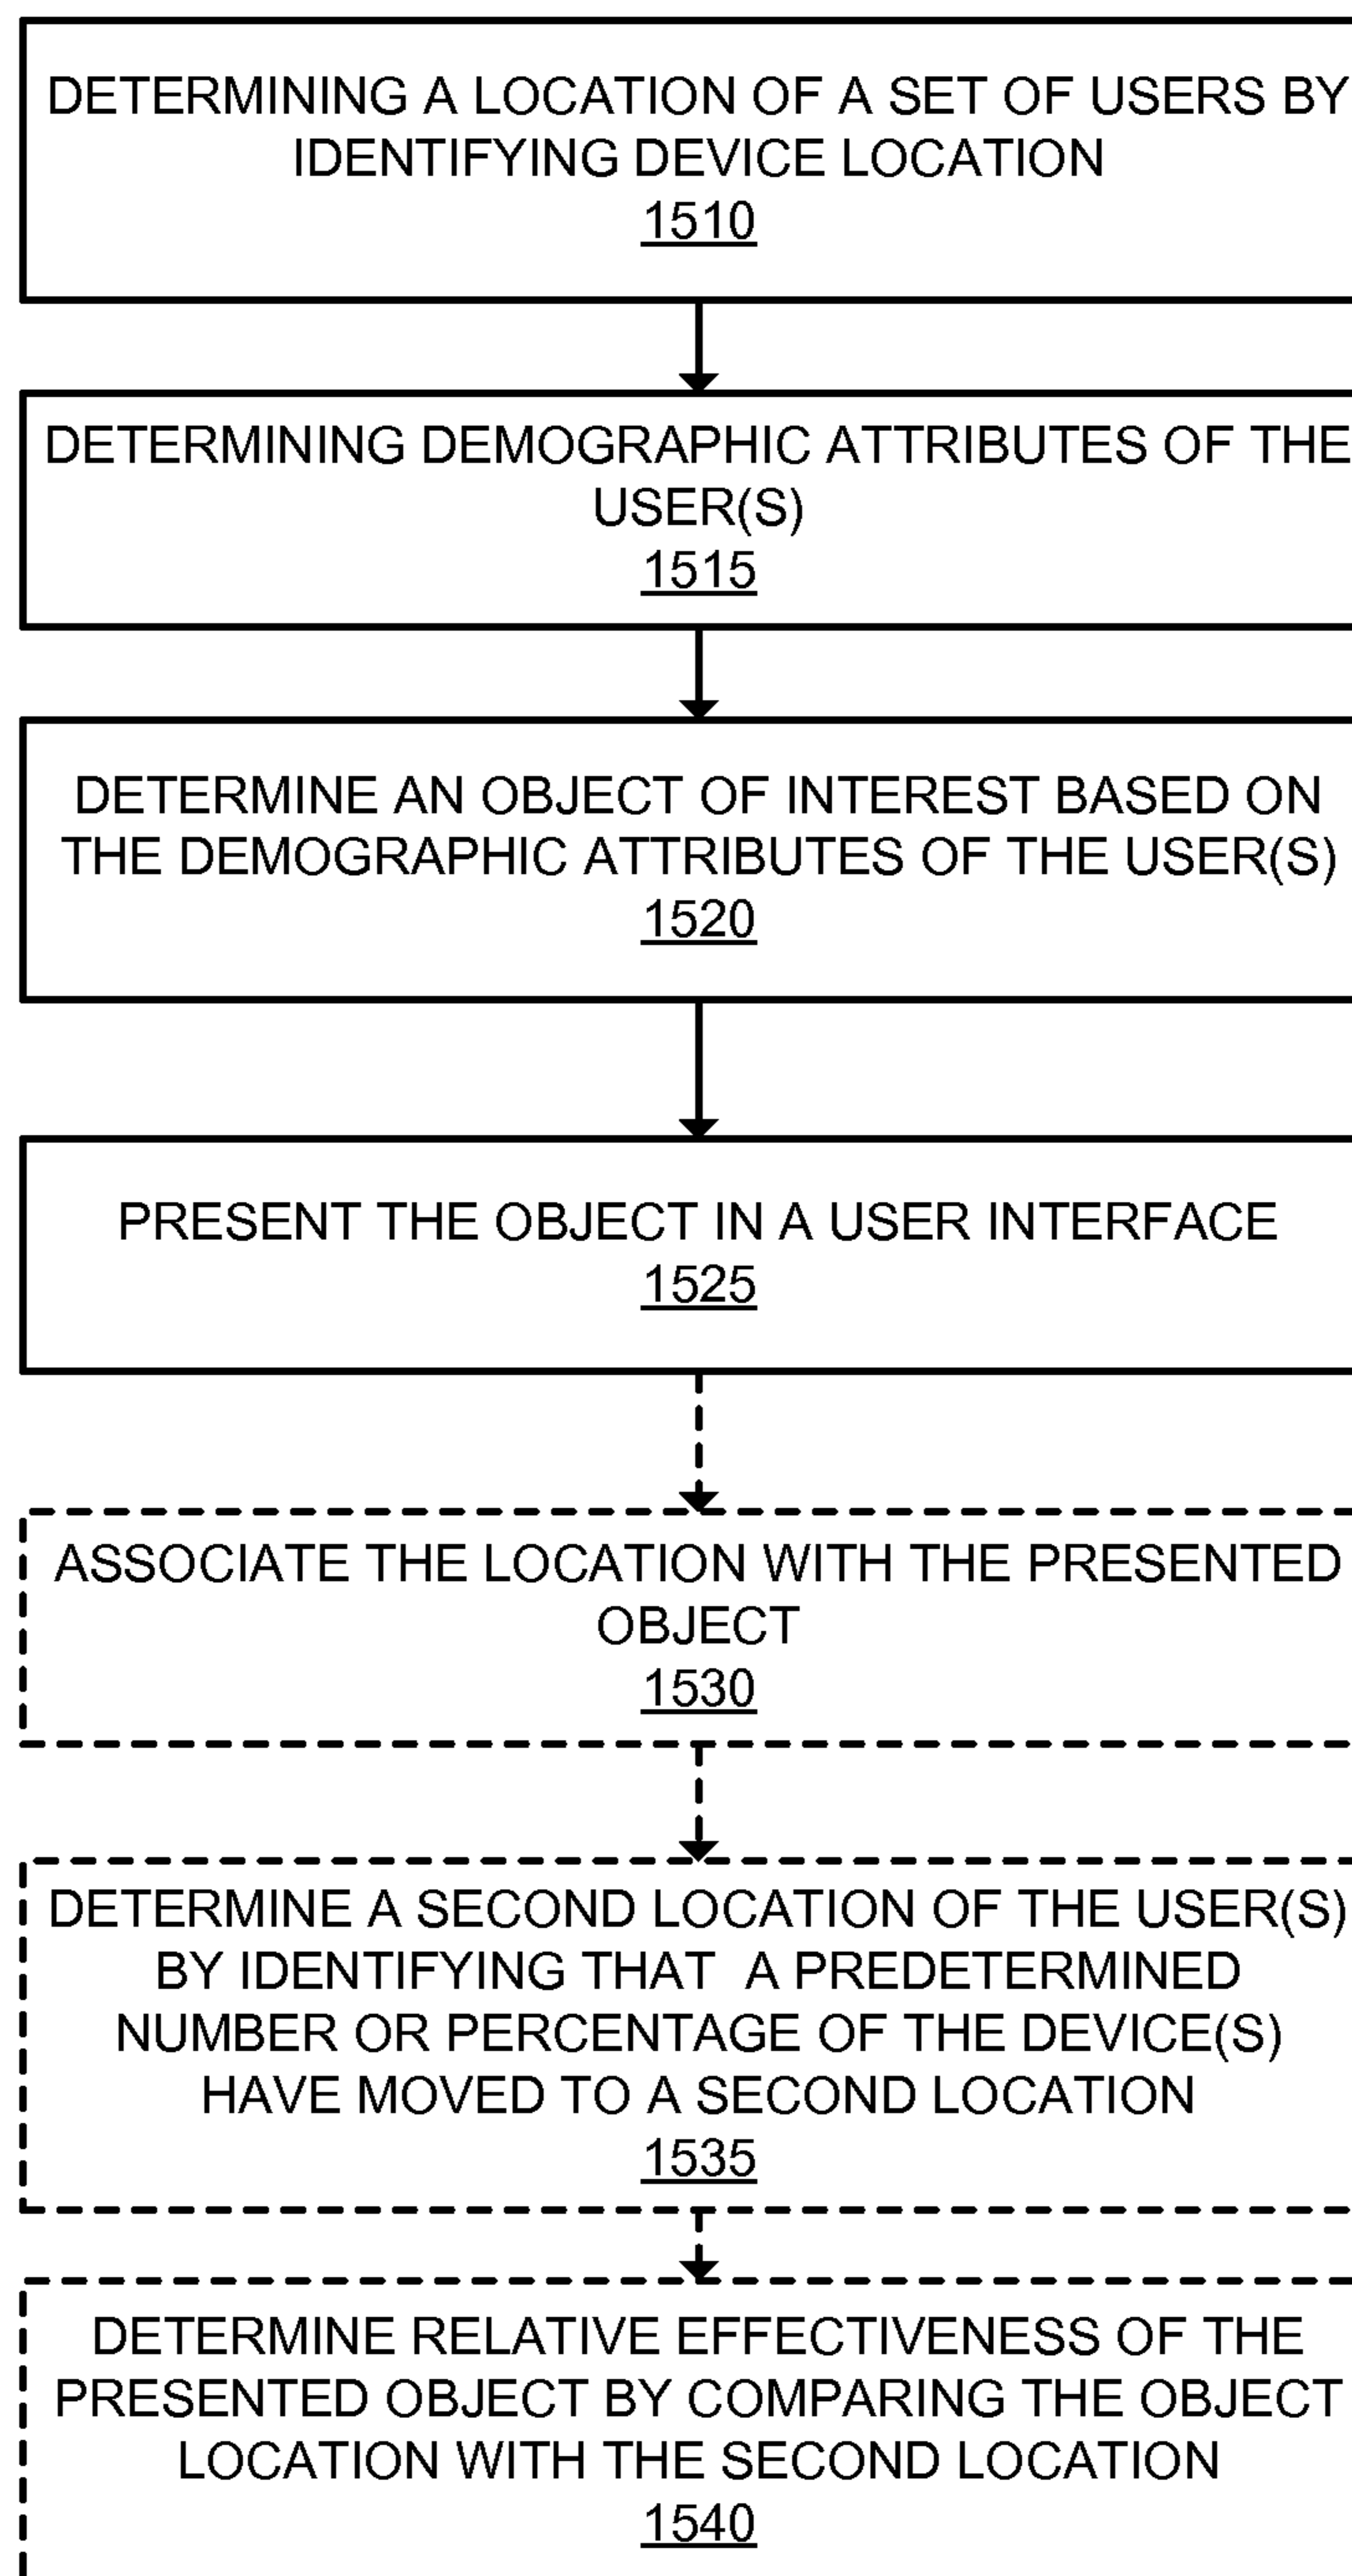 DETERMINING A LOCATION OF A SET OF USERS BY
IDENTIFYING DEVICE LOCATION
1510
DETERMINING DEMOGRAPHIC ATTRIBUTES OF THE
USER(S)
1515
DETERMINE AN OBJECT OF INTEREST BASED ON
THE DEMOGRAPHIC ATTRIBUTES OF THE USER(S)
1520
PRESENT THE OBJECT IN A USER INTERFACE
1525
ASSOCIATE THE LOCATION WITH THE PRESENTED
OBJECT
1530
DETERMINE A SECOND LOCATION OF THE USER(S)
BY IDENTIFYING THAT A PREDETERMINED
NUMBER OR PERCENTAGE OF THE DEVICE(S)
HAVE MOVED TO A SECOND LOCATION
1535
DETERMINE RELATIVE EFFECTIVENESS OF THE
PRESENTED OBJECT BY COMPARING THE OBJECT
LOCATION WITH THE SECOND LOCATION
1540